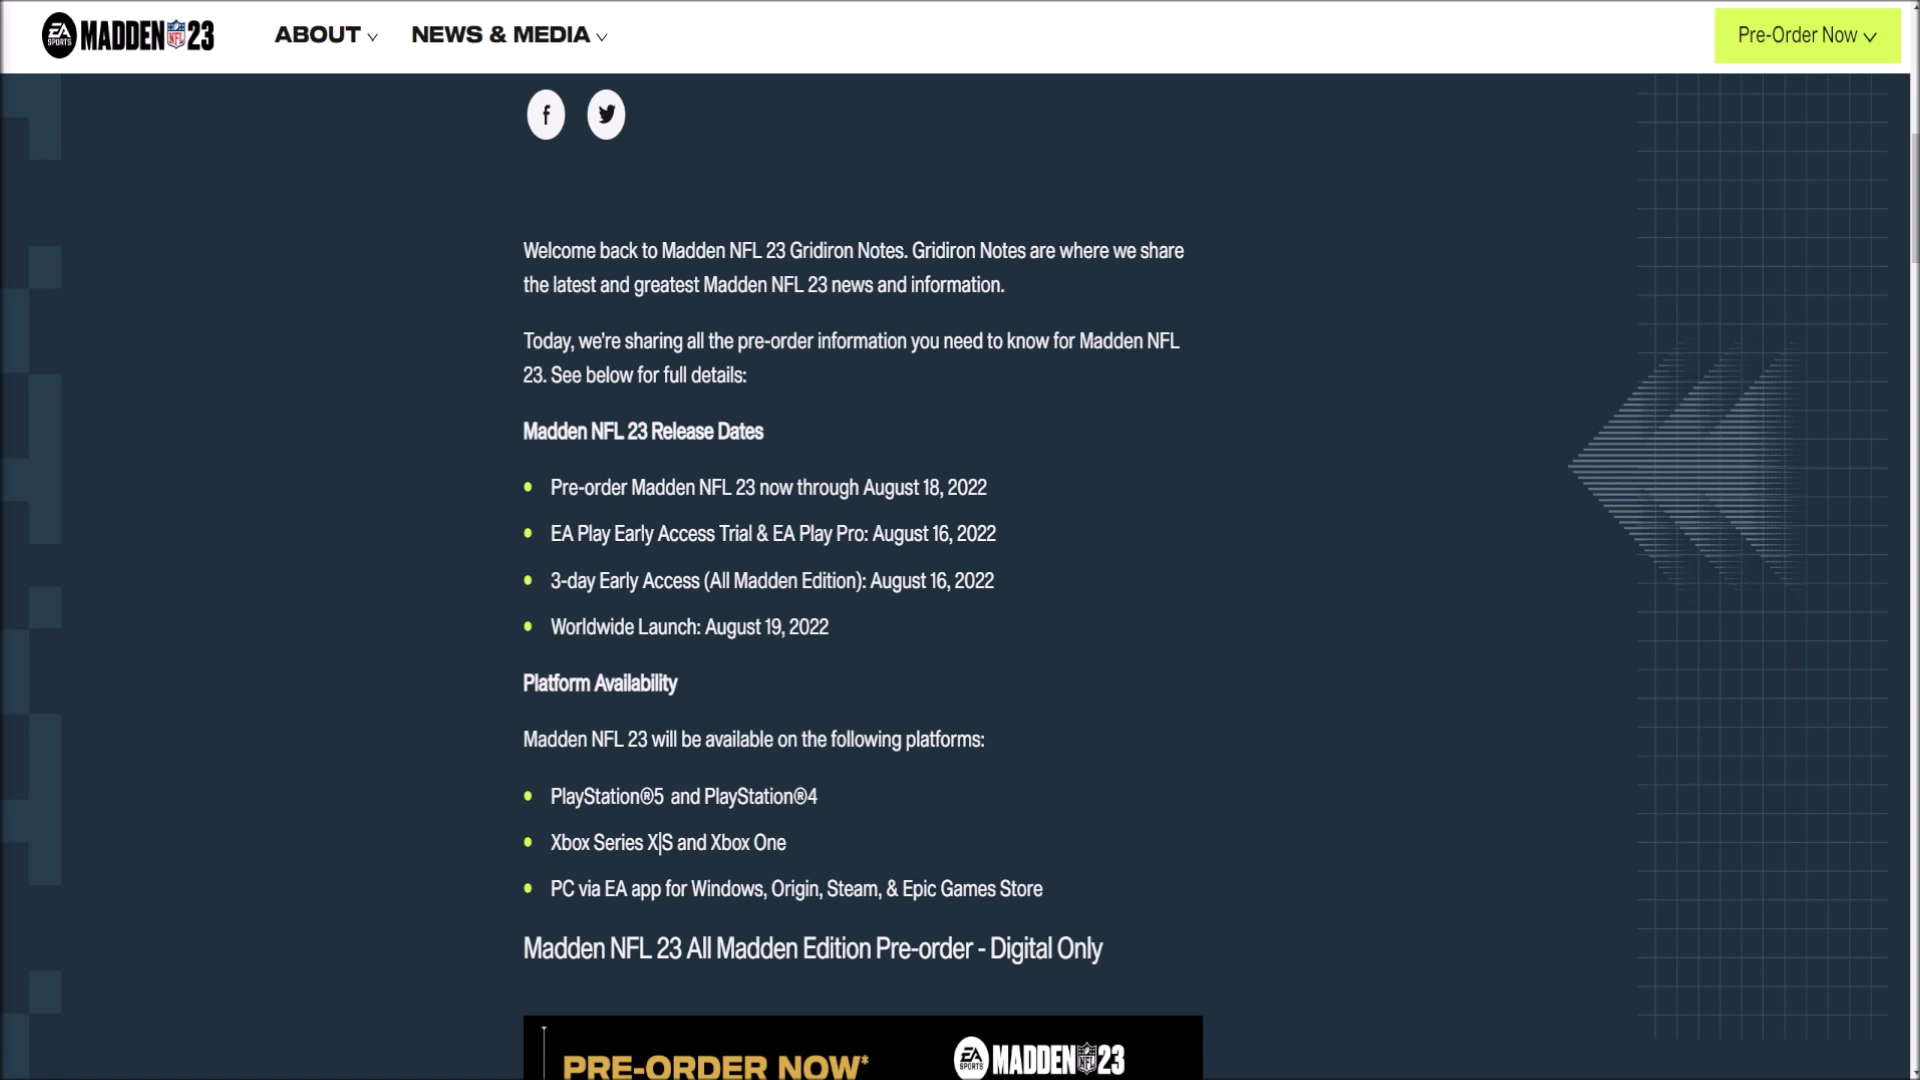 EA SPORTS MADDEN NFL 23 ABOUT NEWS & MEDIA Pre-Order Now
Welcome back to Madden NFL 23 Gridiron Notes. Gridiron Notes are where we share
the latest and greatest Madden NFL 23 news and information.
Today, we're sharing all the pre-order information you need to know for Madden NFL
23. See below for full details:
Madden NFL 23 Release Dates
Pre-order Madden NFL 23 now through August 18, 2022
EA Play Early Access Trial & EA Play Pro: August 16, 2022
3-day Early Access (All Madden Edition): August 16, 2022
Worldwide Launch: August 19, 2022
Platform Availability
Madden NFL 23 will be available on the following platforms:
PlayStation®5 and PlayStation®4
Xbox Series X|S and Xbox One
PC via EA app for Windows, Origin, Steam, & Epic Games Store
Madden NFL 23 All Madden Edition Pre-order - Digital Only
PRE-ORDER NOW* EA SPORTS MADDEN NFL 23